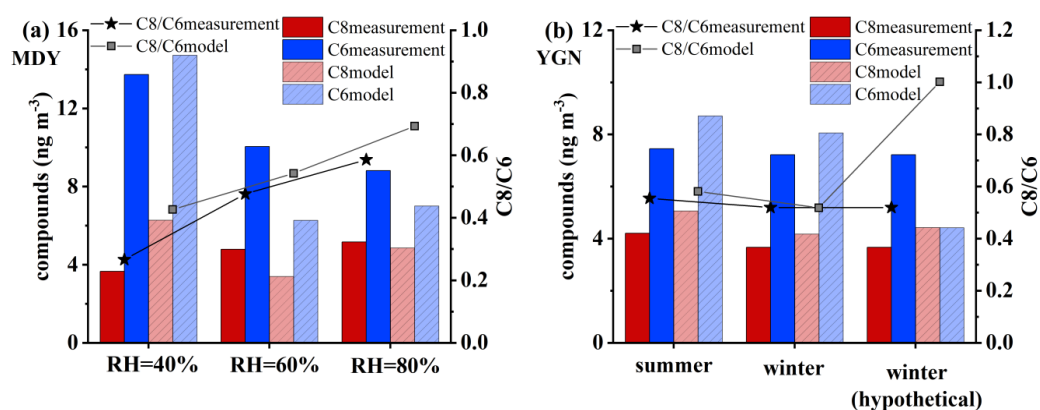 (a)
MDY
C8/C6measurement
C8/C6model
C8measurement
C6measurement
C8model
C6model
compounds (ng m-3)
16
12
8
4
0
C8/C6
1.0
0.8
0.6
0.4
0.2
0.0
RH=40%
RH=60%
RH=80%
(b)
YGN
C8/C6measurement
C8/C6model
C8measurement
C6measurement
C8model
C6model
compounds (ng m-3)
12
8
4
0
C8/C6
1.2
1.0
0.8
0.6
0.4
0.2
0.0
summer
winter
winter
(hypothetical)